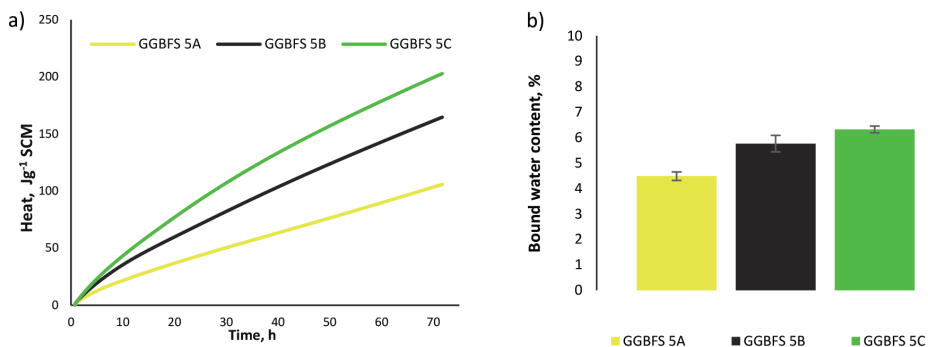 a)
GGBFS 5A GGBFS 5B GGBFS 5C
250
200
150
100
50
0
Heat, Jg⁻¹ SCM
0 10 20 30 40 50 60 70
Time, h
b)
10
9
8
7
6
5
4
3
2
1
0
Bound water content, %
GGBFS 5A GGBFS 5B GGBFS 5C